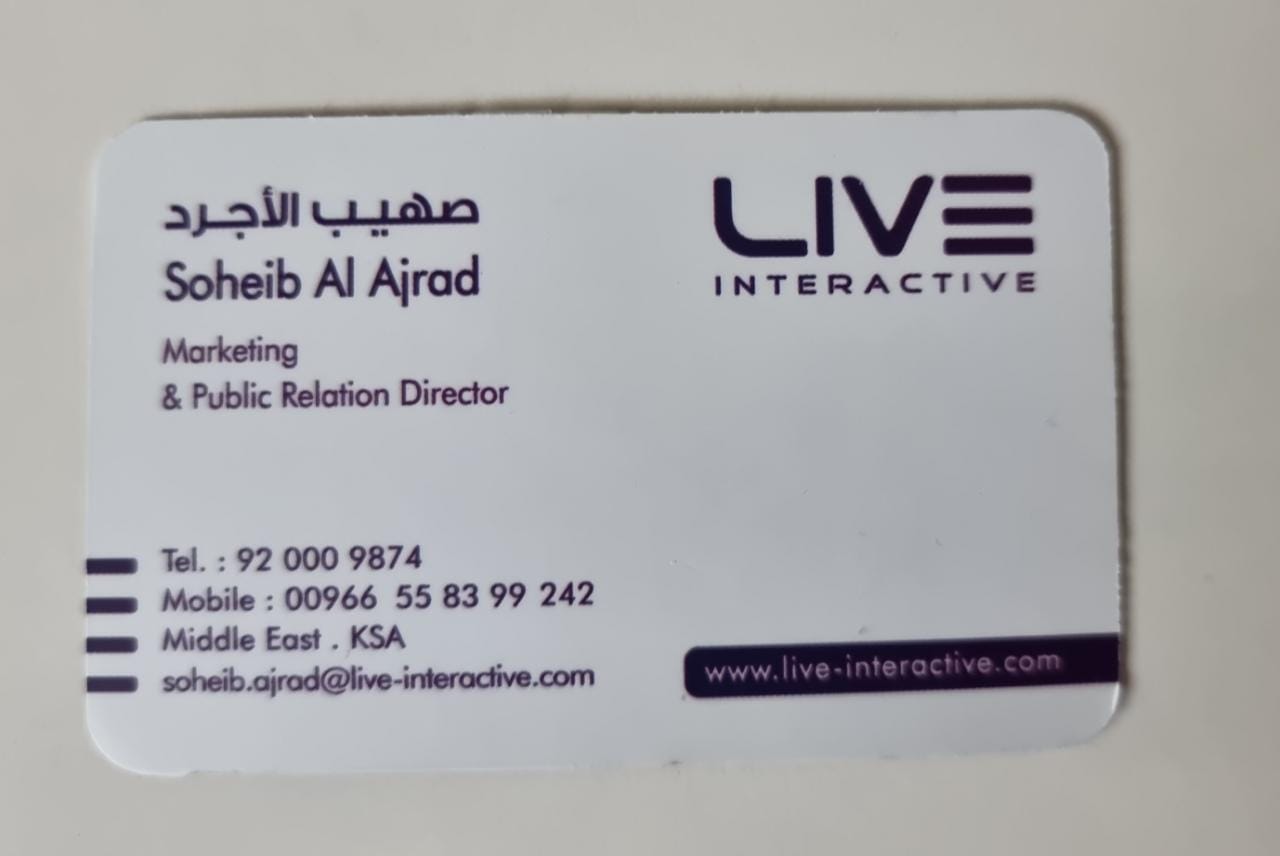 صهيب الأجرد
Soheib Al Ajrad
Marketing
& Public Relation Director
LIVE
INTERACTIVE
Tel. : 92 000 9874
Mobile : 00966 55 83 99 242
Middle East . KSA
soheib.ajrad@live-interactive.com
www.live-interactive.com